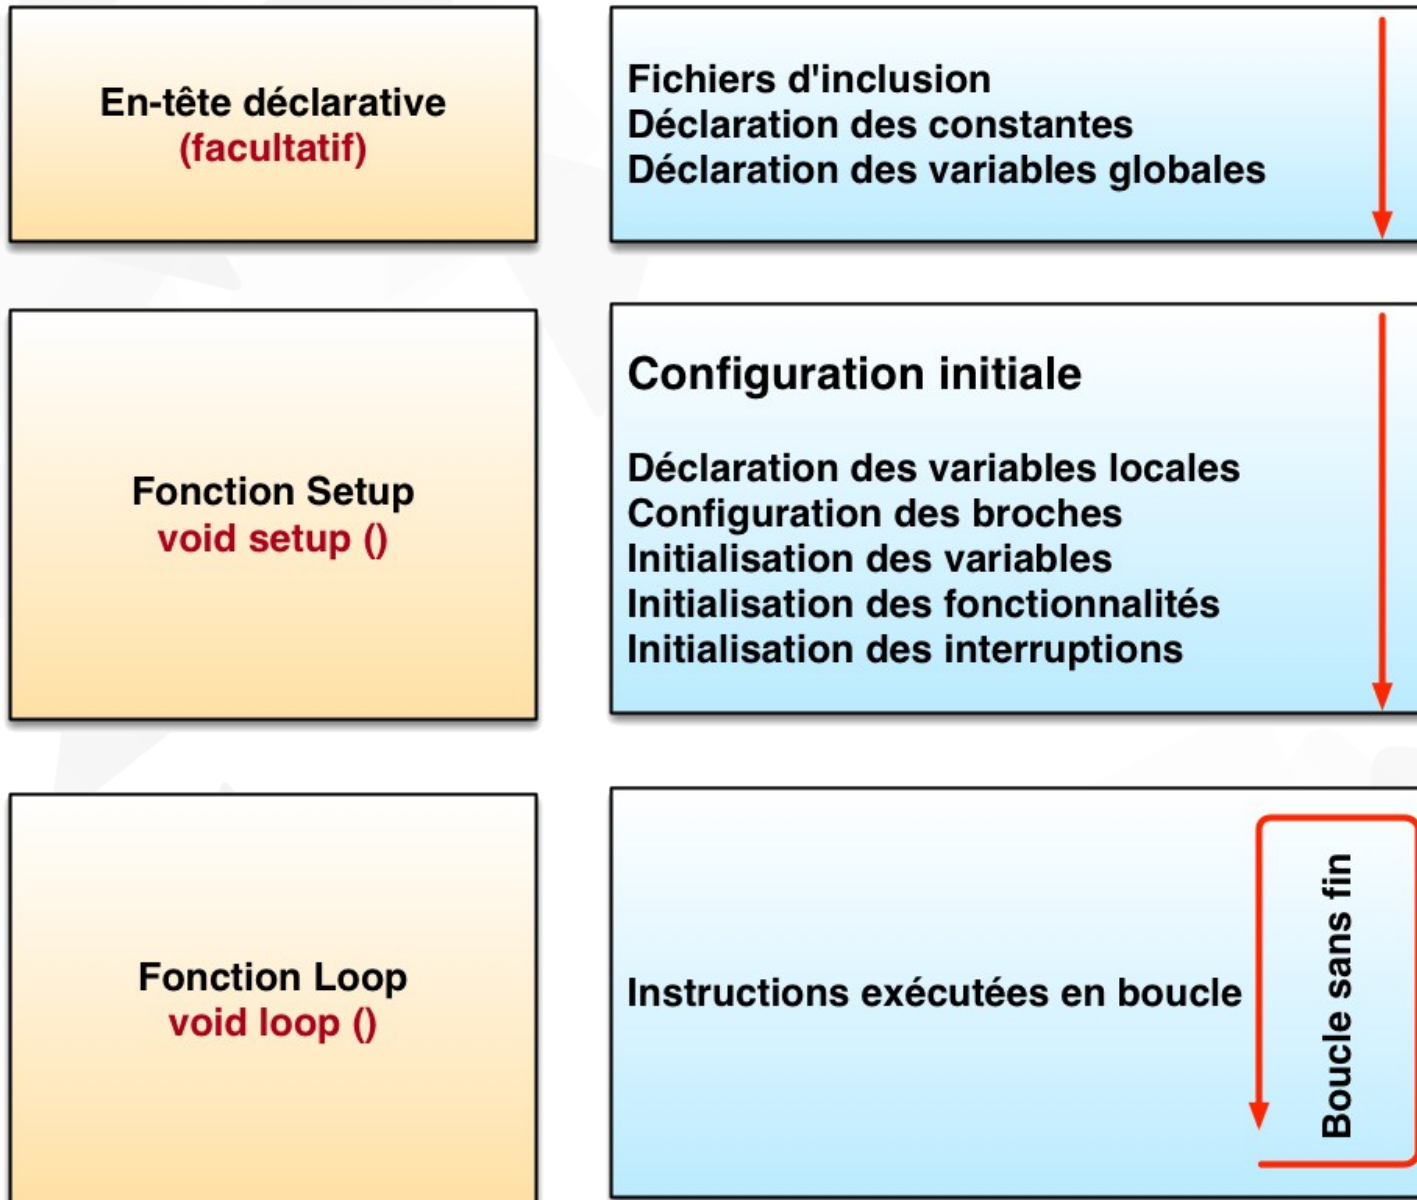 En-tête déclarative
(facultatif)
Fichiers d'inclusion
Déclaration des constantes
Déclaration des variables globales
Fonction Setup
void setup ()
Configuration initiale
Déclaration des variables locales
Configuration des broches
Initialisation des variables
Initialisation des fonctionnalités
Initialisation des interruptions
Fonction Loop
void loop ()
Instructions exécutées en boucle
Boucle sans fin